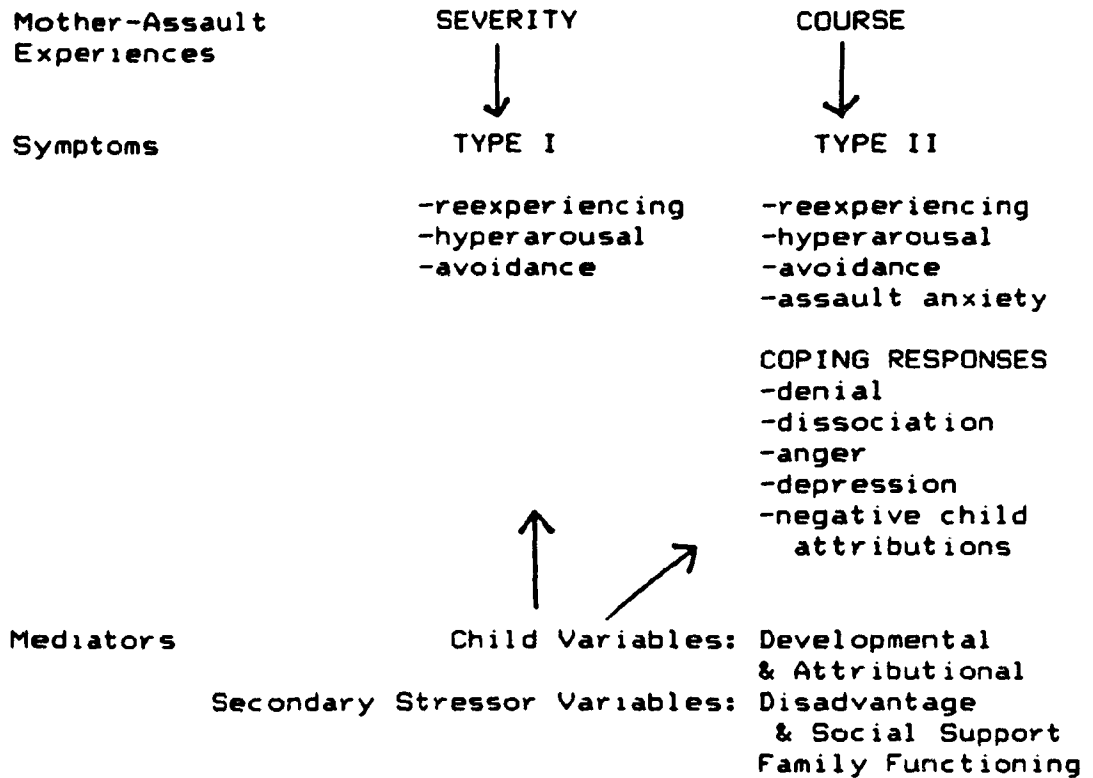 Mother-Assault SEVERITY COURSE
Experiences
Symptoms TYPE I TYPE II
-reexperiencing -reexperiencing
-hyperarousal -hyperarousal
-avoidance -avoidance
-assault anxiety
COPING RESPONSES
-denial
-dissociation
-anger
-depression
-negative child
attributions
Mediators Child Variables: Developmental
& Attributional
Secondary Stressor Variables: Disadvantage
& Social Support
Family Functioning